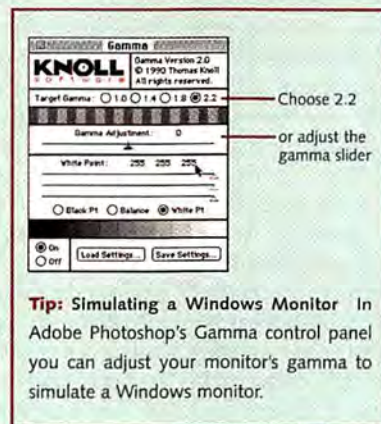 Gamma
KNOLL
SOFTWARE
Gamma Version 2.0
© 1990 Thomas Knoll
All rights reserved.
Target Gamma: 1.0 1.4 1.8 2.2
Choose 2.2
Gamma Adjustment: 0
or adjust the
gamma slider
White Point: 255 255 255
Black Pt Balance White Pt
On
Off
Load Settings... Save Settings...
Tip: Simulating a Windows Monitor In
Adobe Photoshop's Gamma control panel
you can adjust your monitor's gamma to
simulate a Windows monitor.